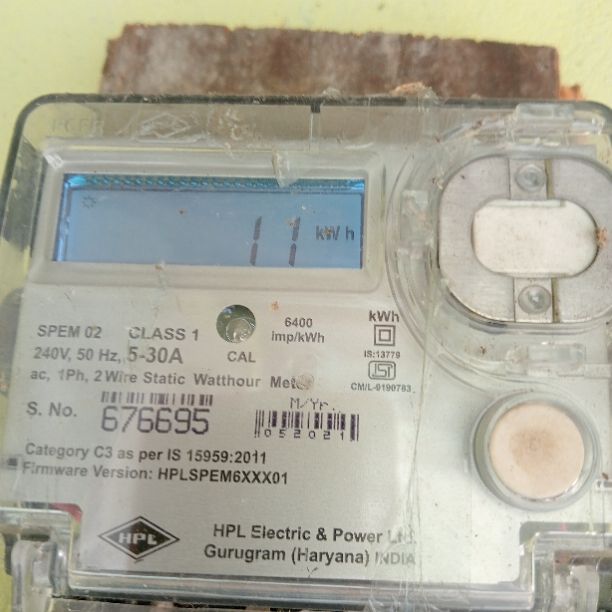 11 kWh
SPEM 02 CLASS 1
240V, 50 Hz, 5-30A
CAL
6400
imp/kWh
kWh
IS:13779
ISI
CM/L-0190783
ac, 1Ph, 2 Wire Static Watthour Meter
S. No. 676695
M/Yr.
052021
Category C3 as per IS 15959:2011
Firmware Version: HPLSPEM6XXX01
HPL
HPL Electric & Power Ltd.
Gurugram (Haryana) INDIA